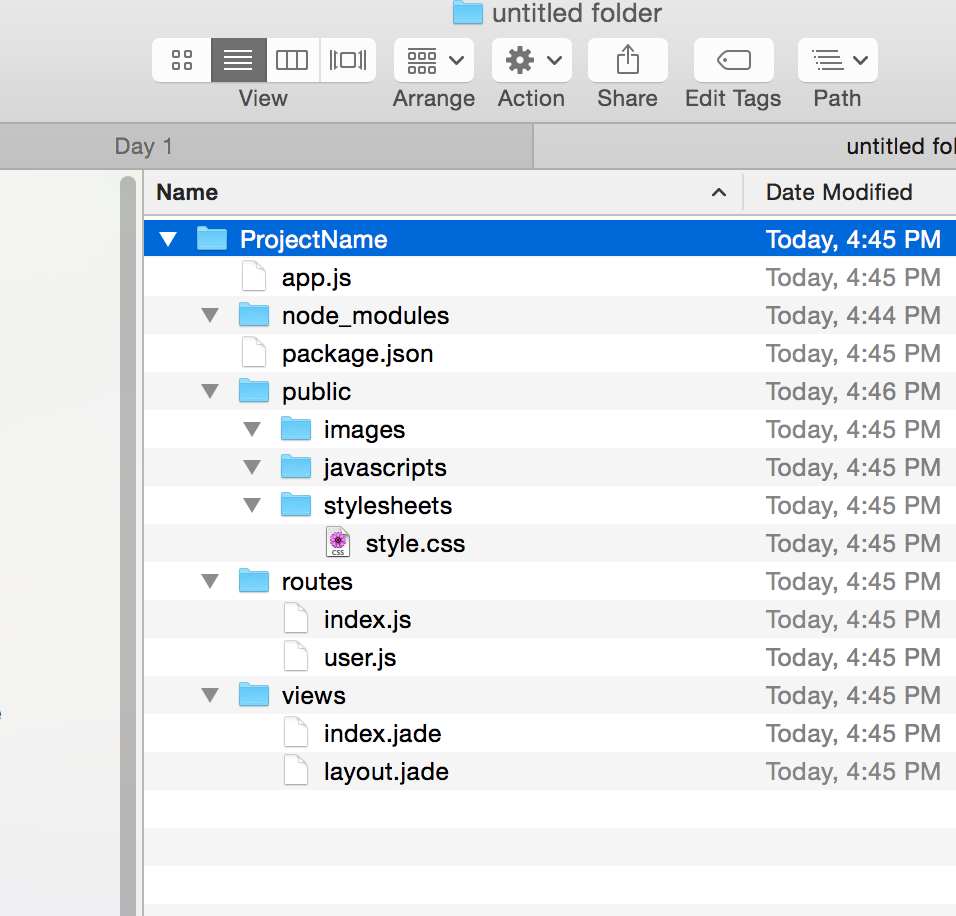 untitled folder
View Arrange Action Share Edit Tags Path
Day 1 untitled fol
Name Date Modified
ProjectName Today, 4:45 PM
app.js Today, 4:45 PM
node_modules Today, 4:44 PM
package.json Today, 4:45 PM
public Today, 4:46 PM
images Today, 4:45 PM
javascripts Today, 4:45 PM
stylesheets Today, 4:45 PM
CSS style.css Today, 4:45 PM
routes Today, 4:45 PM
index.js Today, 4:45 PM
user.js Today, 4:45 PM
views Today, 4:45 PM
index.jade Today, 4:45 PM
layout.jade Today, 4:45 PM